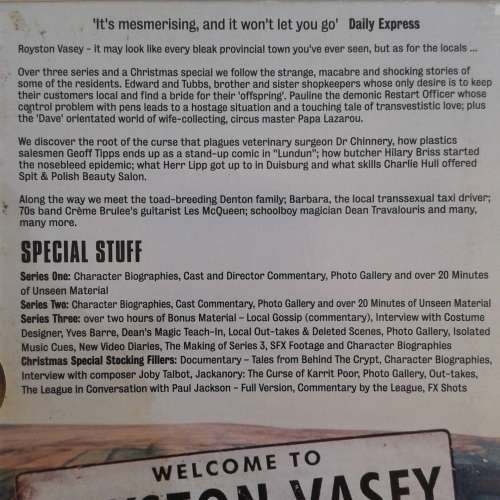 'It's mesmerising, and it won't let you go' Daily Express
Royston Vasey – it may look like every bleak provincial town you've ever seen, but as for the locals ...
Over three series and a Christmas special we follow the strange, macabre and shocking stories of
some of the residents. Edward and Tubbs, brother and sister shopkeepers whose only desire is to keep
their customers local and find a bride for their 'offspring'. Pauline the demonic Restart Officer whose
control problem with pens leads to a hostage situation and a touching tale of transvestistic love; plus
the 'Dave' orientated world of wife-collecting, circus master Papa Lazarou.
We discover the root of the curse that plagues veterinary surgeon Dr Chinnery, how plastics
salesmen Geoff Tipps ends up as a stand-up comic in "Lundun"; how butcher Hilary Briss started
the nosebleed epidemic; what Herr Lipp got up to in Duisburg and what skills Charlie Hull offered
Spit & Polish Beauty Salon.
Along the way we meet the toad-breeding Denton family; Barbara, the local transsexual taxi driver;
70s band Crème Brulee's guitarist Les McQueen; schoolboy magician Dean Travalouris and many,
many more.
SPECIAL STUFF
Series One: Character Biographies, Cast and Director Commentary, Photo Gallery and over 20 Minutes
of Unseen Material
Series Two: Character Biographies, Cast Commentary, Photo Gallery and over 20 Minutes of Unseen Material
Series Three: over two hours of Bonus Material – Local Gossip (commentary), Interview with Costume
Designer, Yves Barre, Dean's Magic Teach-in, Local Out-takes & Deleted Scenes, Photo Gallery, Isolated
Music Cues, New Video Diaries, The Making of Series 3, SFX Footage and Character Biographies
Christmas Special Stocking Fillers: Documentary – Tales from Behind The Crypt, Character Biographies,
Interview with composer Joby Talbot, Jackanory: The Curse of Karrit Poor, Photo Gallery, Out-takes,
The League in Conversation with Paul Jackson – Full Version, Commentary by the League, FX Shots
WELCOME TO
ROYSTON VASEY